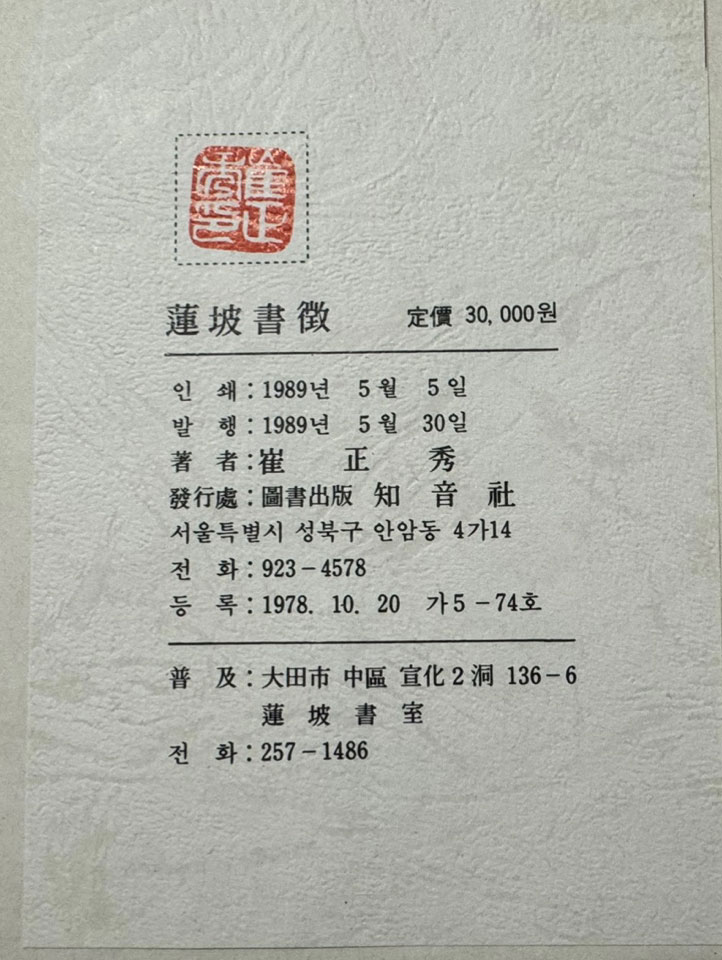 崔正秀印
蓮坡書徵 定價 30,000원
인 쇄 : 1989년 5월 5일
발 행 : 1989년 5월 30일
著 者 : 崔 正 秀
發行處 : 圖書出版 知 音 社
서울특별시 성북구 안암동 4가14
전 화 : 923-4578
등 록 : 1978. 10. 20 가5-74호
普 及 : 大田市 中區 宣化2洞 136-6
蓮 坡 書 室
전 화 : 257-1486